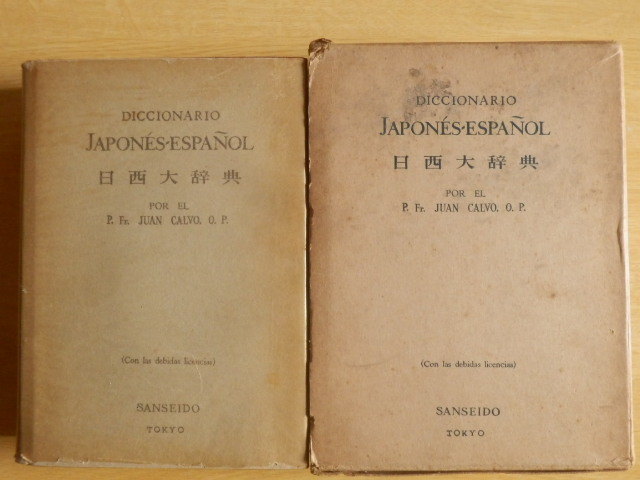 DICCIONARIO
JAPONÉS-ESPAÑOL
日西大辞典
POR EL
P. Fr. JUAN CALVO, O. P.
(Con las debidas licencias)
SANSEIDO
TOKYO
DICCIONARIO
JAPONÉS-ESPAÑOL
日西大辞典
POR EL
P. Fr. JUAN CALVO, O. P.
(Con las debidas licencias)
SANSEIDO
TOKYO